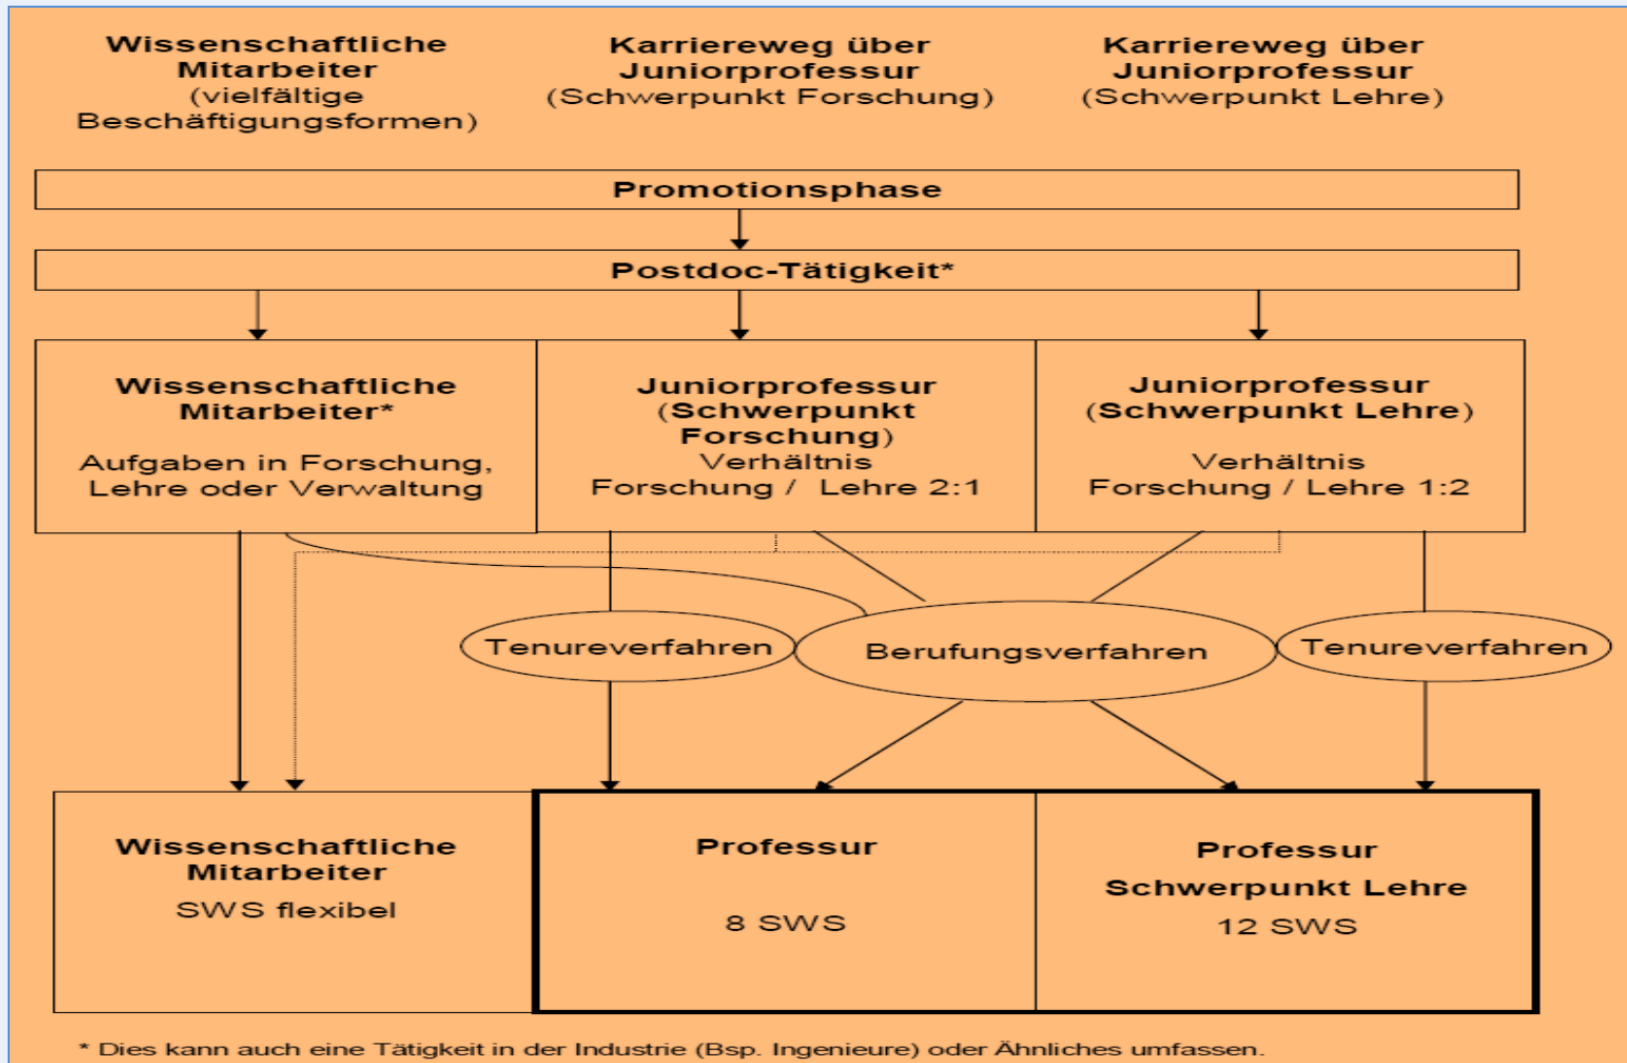 Wissenschaftliche
Mitarbeiter
(vielfältige
Beschäftigungsformen)
Karriereweg über
Juniorprofessur
(Schwerpunkt Forschung)
Karriereweg über
Juniorprofessur
(Schwerpunkt Lehre)
Promotionsphase
Postdoc-Tätigkeit*
Wissenschaftliche
Mitarbeiter*
Aufgaben in Forschung,
Lehre oder Verwaltung
Juniorprofessur
(Schwerpunkt
Forschung)
Verhältnis
Forschung / Lehre 2:1
Juniorprofessur
(Schwerpunkt Lehre)
Verhältnis
Forschung / Lehre 1:2
Tenureverfahren
Berufungsverfahren
Tenureverfahren
Wissenschaftliche
Mitarbeiter
SWS flexibel
Professur
8 SWS
Professur
Schwerpunkt Lehre
12 SWS
* Dies kann auch eine Tätigkeit in der Industrie (Bsp. Ingenieure) oder Ähnliches umfassen.